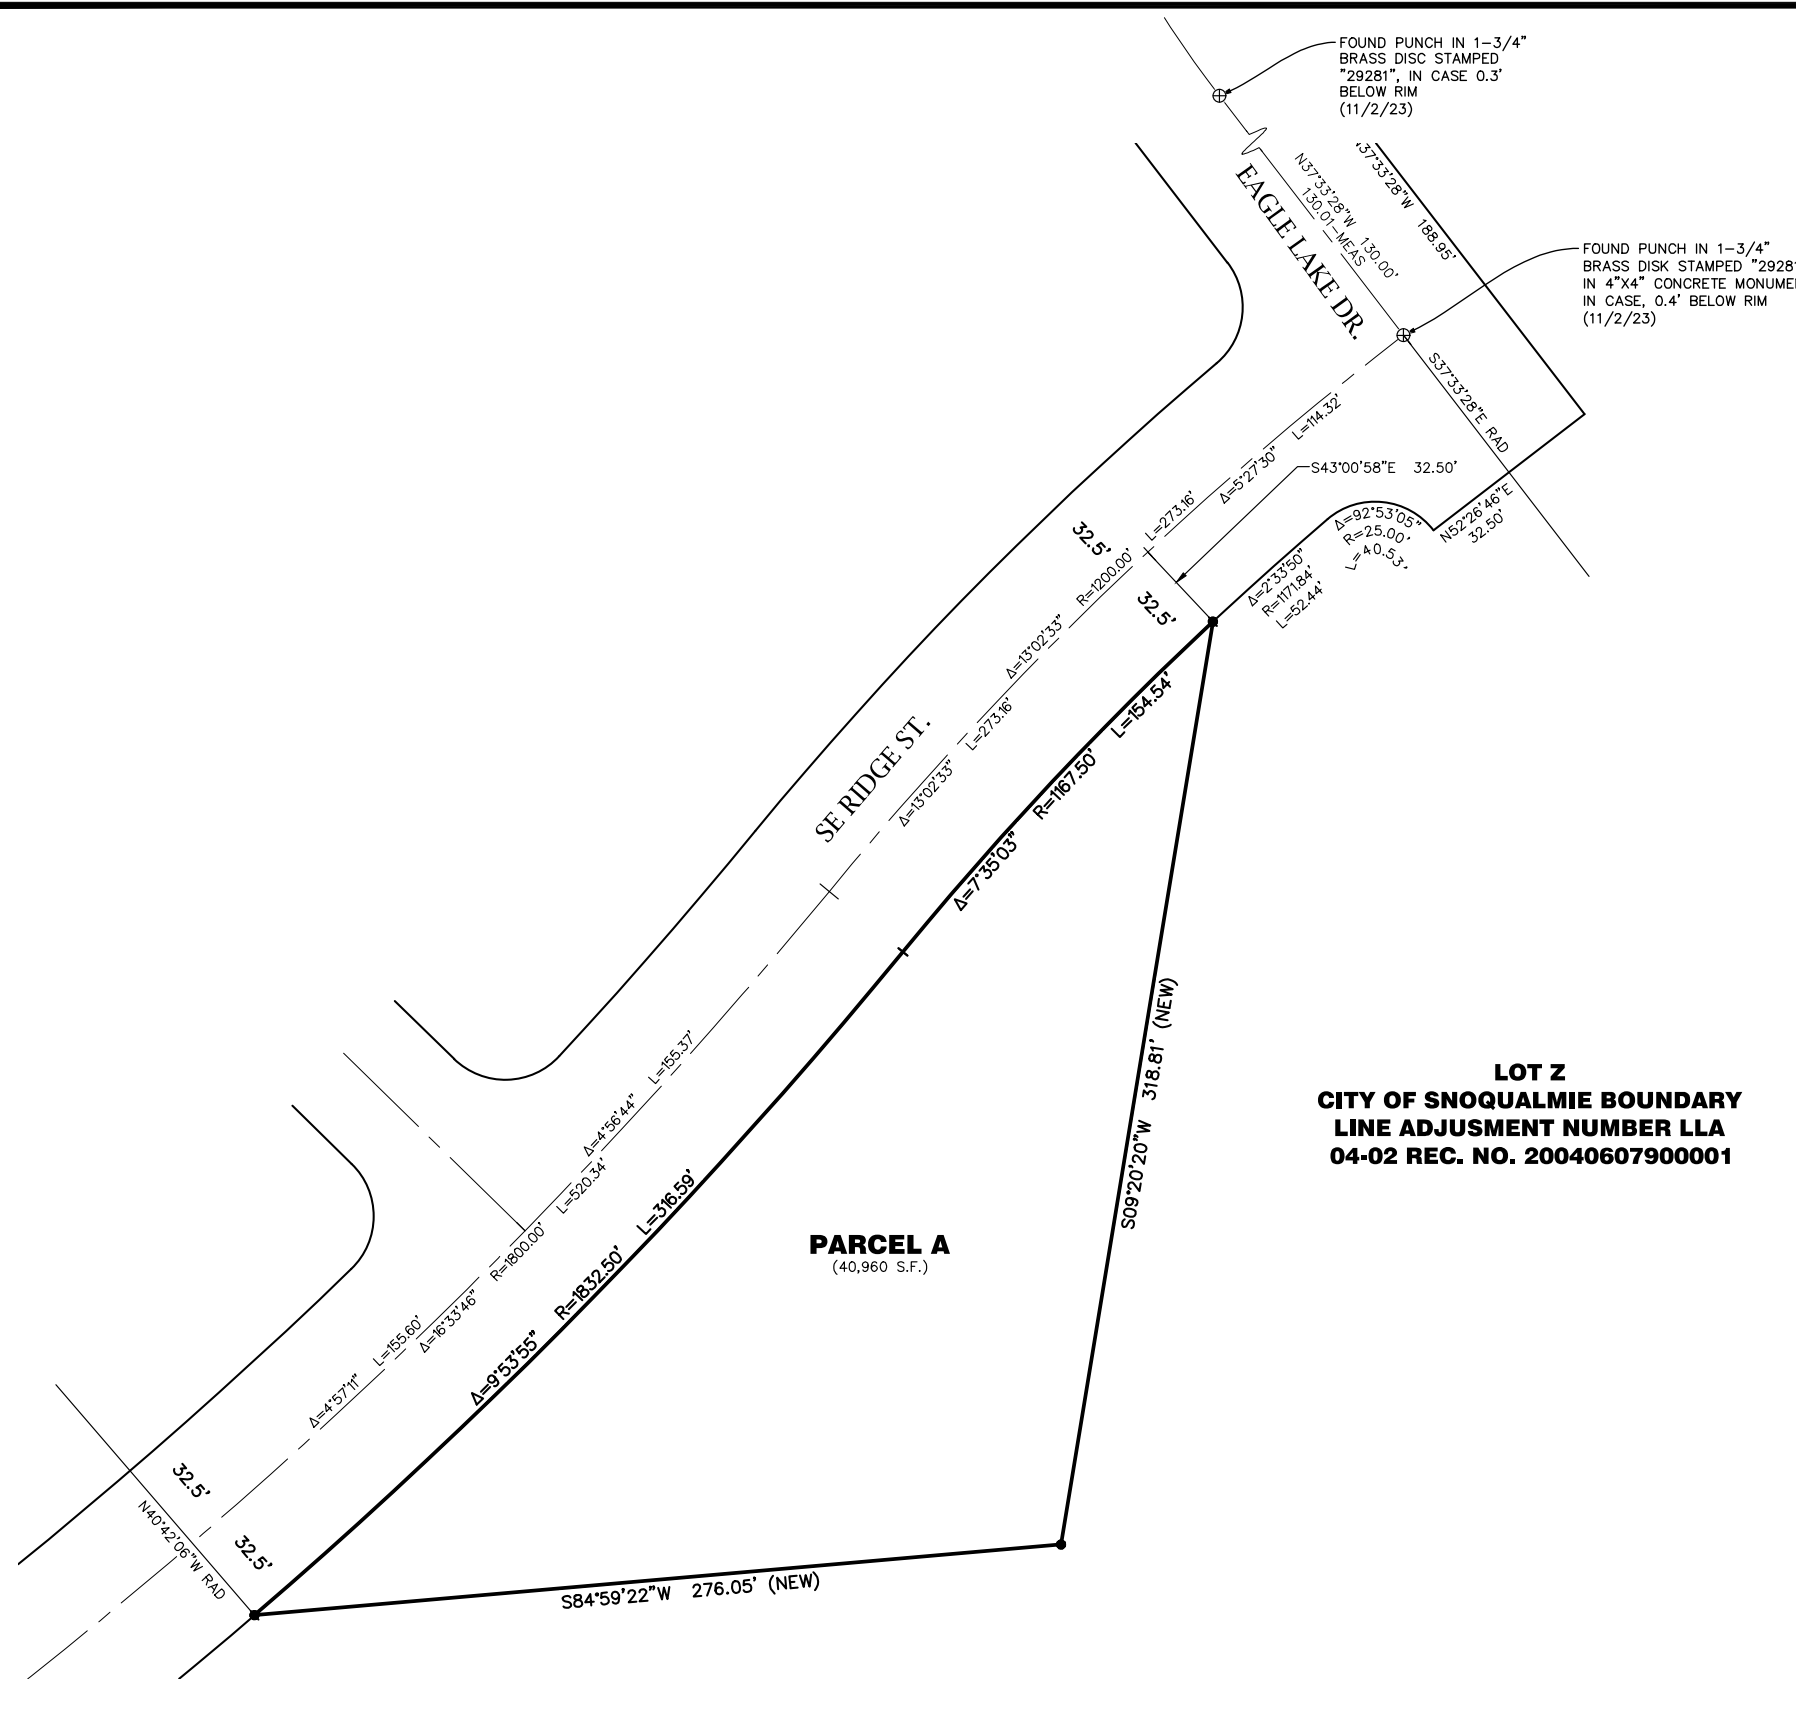 FOUND PUNCH IN 1-3/4"
BRASS DISC STAMPED
"29281", IN CASE 0.3'
BELOW RIM
(11/2/23)
N37°33'28"W 130.00'
130.01-MEAS
EAGLE LAKE DR.
N37°33'28"W 188.95'
FOUND PUNCH IN 1-3/4"
BRASS DISK STAMPED "29281
IN 4"X4" CONCRETE MONUME
IN CASE, 0.4' BELOW RIM
(11/2/23)
S37°33'28"E RAD
Δ=5°27'30" L=114.32'
S43°00'58"E 32.50'
N52°26'46"E
32.50'
Δ=92°53'05"
R=25.00'
L=40.53'
Δ=2°33'50"
R=1171.84'
L=52.44'
32.5'
32.5'
L=273.16'
Δ=13°02'33" R=1200.00'
Δ=13°02'33" L=273.16'
SE RIDGE ST.
Δ=7°35'03" R=1167.50' L=154.54'
S09°20'20"W 318.81' (NEW)
LOT Z
CITY OF SNOQUALMIE BOUNDARY
LINE ADJUSMENT NUMBER LLA
04-02 REC. NO. 20040607900001
Δ=4°56'44" L=155.37'
R=1800.00' L=520.34'
Δ=16°33'46"
Δ=4°57'11" L=155.60'
Δ=9°53'55" R=1832.50' L=316.59'
PARCEL A
(40,960 S.F.)
32.5'
32.5'
N40°42'06"W RAD
S84°59'22"W 276.05' (NEW)